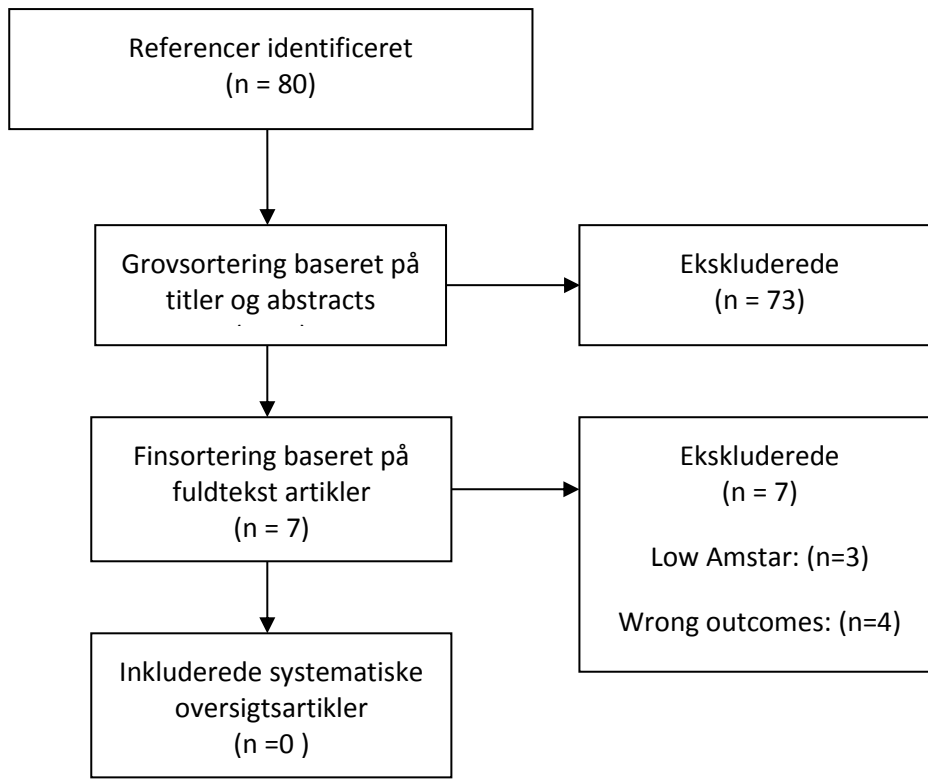 Referencer identificeret
(n = 80)
Grovsortering baseret på
titler og abstracts
Ekskluderede
(n = 73)
Finsortering baseret på
fuldtekst artikler
(n = 7)
Ekskluderede
(n = 7)
Low Amstar: (n=3)
Wrong outcomes: (n=4)
Inkluderede systematiske
oversigtsartikler
(n =0 )